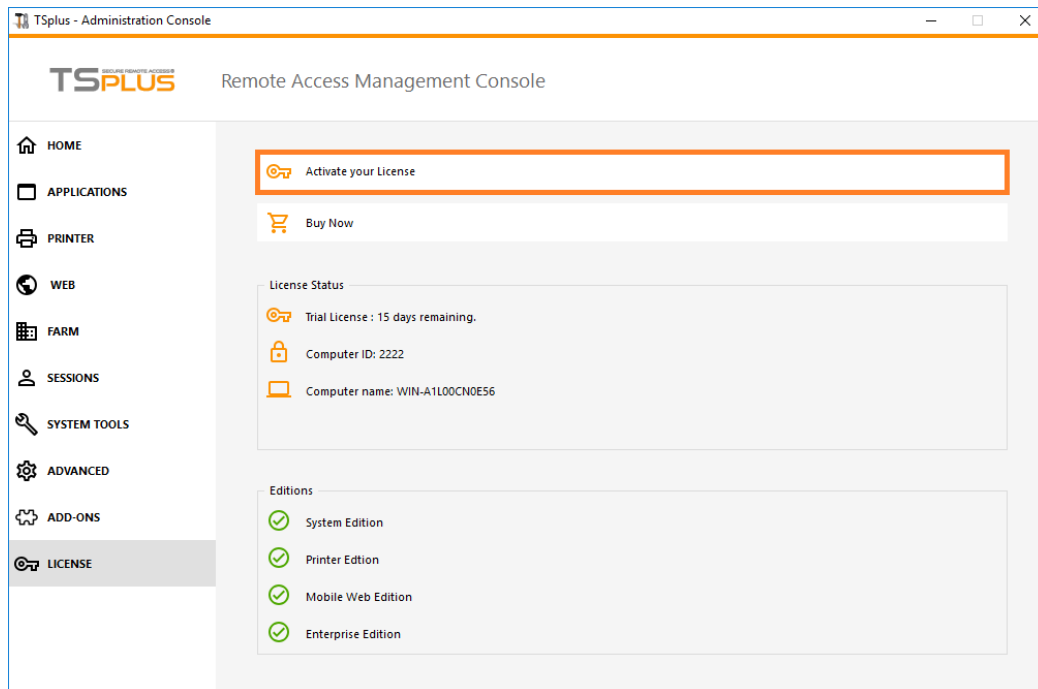 TSplus - Administration Console
TSPLUS
SECURE REMOTE ACCESS®
Remote Access Management Console
HOME
APPLICATIONS
PRINTER
WEB
FARM
SESSIONS
SYSTEM TOOLS
ADVANCED
ADD-ONS
LICENSE
Activate your License
Buy Now
License Status
Trial License : 15 days remaining.
Computer ID: 2222
Computer name: WIN-A1L00CN0E56
Editions
System Edition
Printer Edtion
Mobile Web Edition
Enterprise Edition